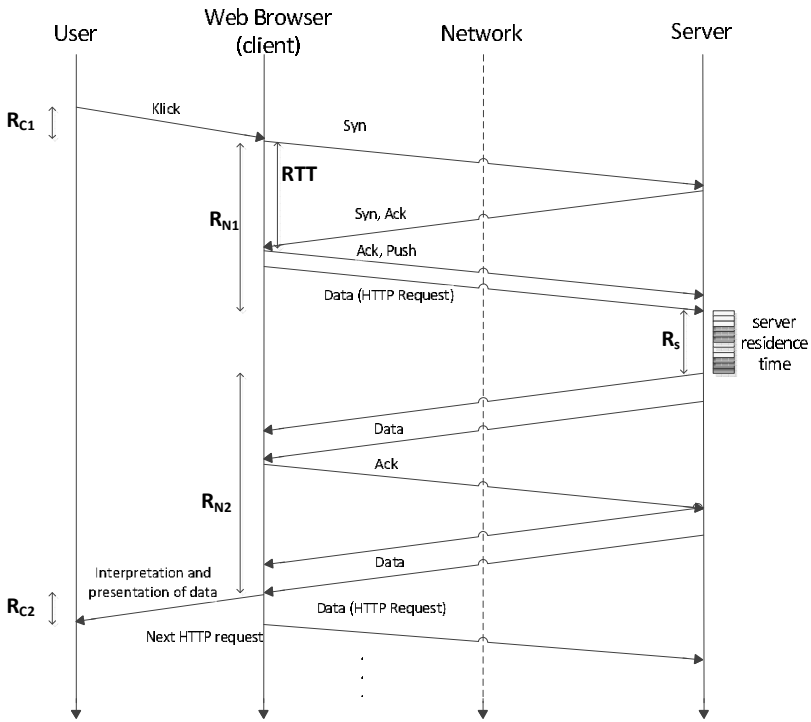 User
Web Browser
(client)
Network
Server
Klick
Syn
RC1
RTT
RN1
Syn, Ack
Ack, Push
Data (HTTP Request)
Rs
server
residence
time
Data
Ack
RN2
Data
Interpretation and
presentation of data
RC2
Data (HTTP Request)
Next HTTP request